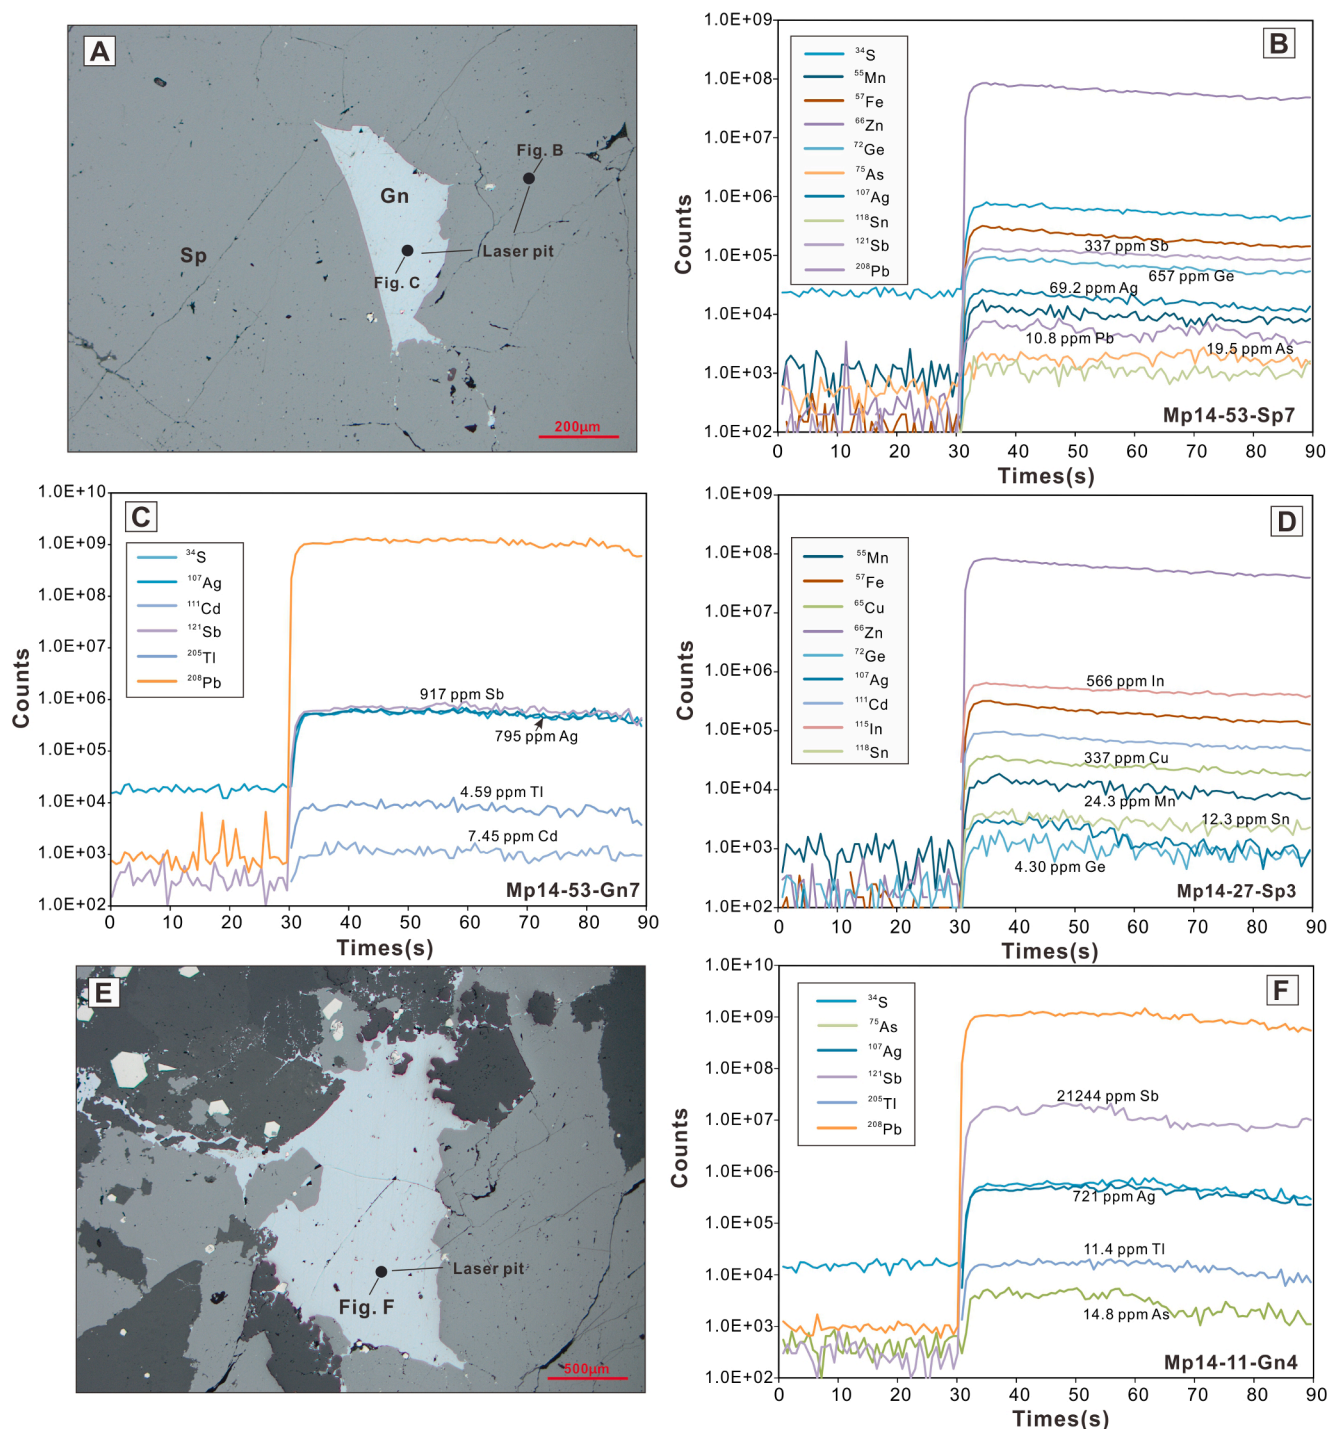 A
Gn
Fig. B
Laser pit
Fig. C
Sp
200μm
B
1.0E+09
1.0E+08
1.0E+07
1.0E+06
1.0E+05
1.0E+04
1.0E+03
1.0E+02
Counts
34S
55Mn
57Fe
66Zn
72Ge
75As
107Ag
118Sn
121Sb
208Pb
337 ppm Sb
657 ppm Ge
69.2 ppm Ag
10.8 ppm Pb
19.5 ppm As
Mp14-53-Sp7
0 10 20 30 40 50 60 70 80 90
Times(s)
C
1.0E+10
1.0E+09
1.0E+08
1.0E+07
1.0E+06
1.0E+05
1.0E+04
1.0E+03
1.0E+02
Counts
34S
107Ag
111Cd
121Sb
205Tl
208Pb
917 ppm Sb
795 ppm Ag
4.59 ppm Tl
7.45 ppm Cd
Mp14-53-Gn7
0 10 20 30 40 50 60 70 80 90
Times(s)
D
1.0E+09
1.0E+08
1.0E+07
1.0E+06
1.0E+05
1.0E+04
1.0E+03
1.0E+02
Counts
55Mn
57Fe
65Cu
66Zn
72Ge
107Ag
111Cd
115In
118Sn
566 ppm In
337 ppm Cu
24.3 ppm Mn
12.3 ppm Sn
4.30 ppm Ge
Mp14-27-Sp3
0 10 20 30 40 50 60 70 80 90
Times(s)
E
Laser pit
Fig. F
500μm
F
1.0E+10
1.0E+09
1.0E+08
1.0E+07
1.0E+06
1.0E+05
1.0E+04
1.0E+03
1.0E+02
Counts
34S
75As
107Ag
121Sb
205Tl
208Pb
21244 ppm Sb
721 ppm Ag
11.4 ppm Tl
14.8 ppm As
Mp14-11-Gn4
0 10 20 30 40 50 60 70 80 90
Times(s)